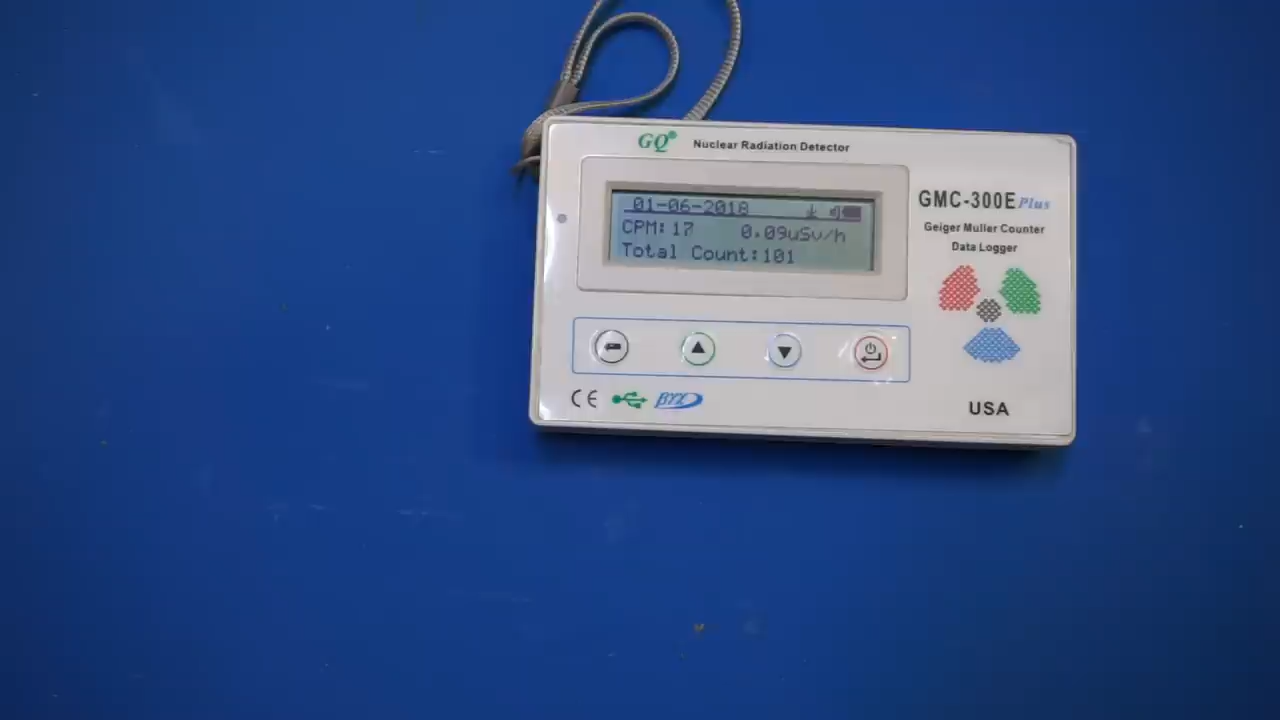 GQ® Nuclear Radiation Detector
01-06-2018
CPM:17 0.09uSv/h
Total Count:101
GMC-300E Plus
Geiger Muller Counter
Data Logger
CE βγχ
USA